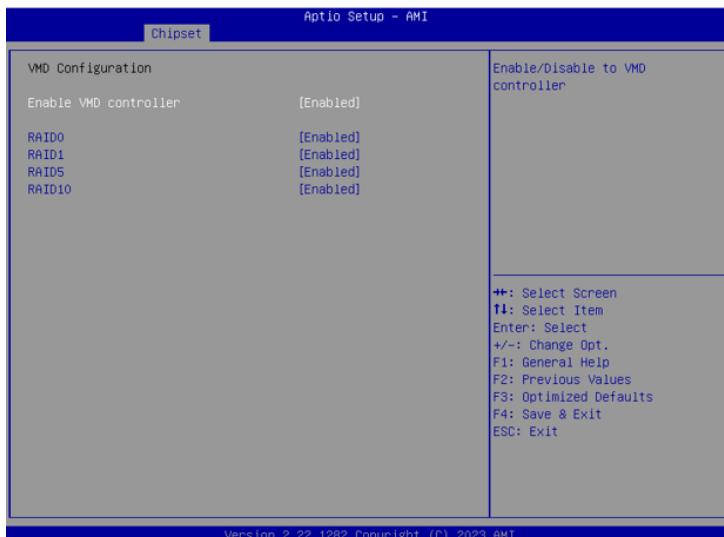 Aptio Setup – AMI
Chipset
VMD Configuration
Enable VMD controller [Enabled]
RAID0 [Enabled]
RAID1 [Enabled]
RAID5 [Enabled]
RAID10 [Enabled]
Enable/Disable to VMD
controller
→←: Select Screen
↑↓: Select Item
Enter: Select
+/-: Change Opt.
F1: General Help
F2: Previous Values
F3: Optimized Defaults
F4: Save & Exit
ESC: Exit
Version 2.22.1282 Copyright (C) 2023 AMI